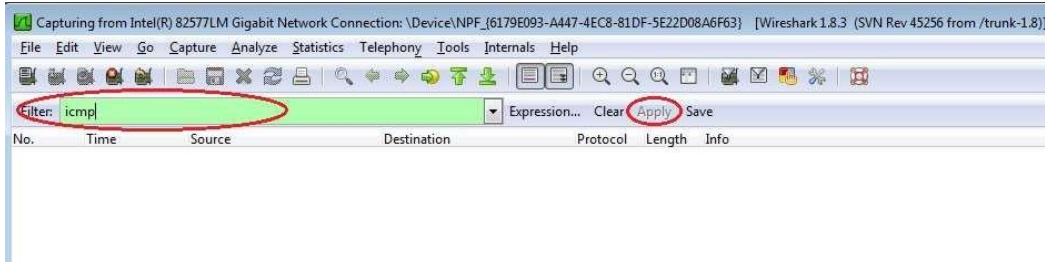 Capturing from Intel(R) 82577LM Gigabit Network Connection: \Device\NPF_{6179E093-A447-4EC8-81DF-5E22D08A6F63} [Wireshark 1.8.3 (SVN Rev 45256 from /trunk-1.8)]
File Edit View Go Capture Analyze Statistics Telephony Tools Internals Help
Filter: icmp Expression... Clear Apply Save
No. Time Source Destination Protocol Length Info